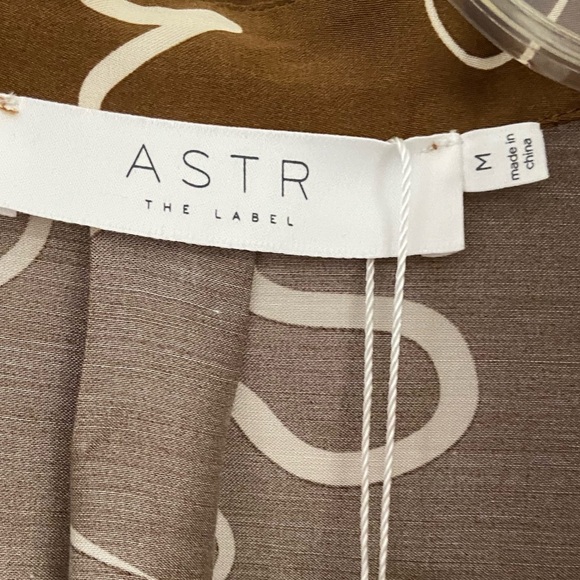 ASTR
THE LABEL
M
made in
china